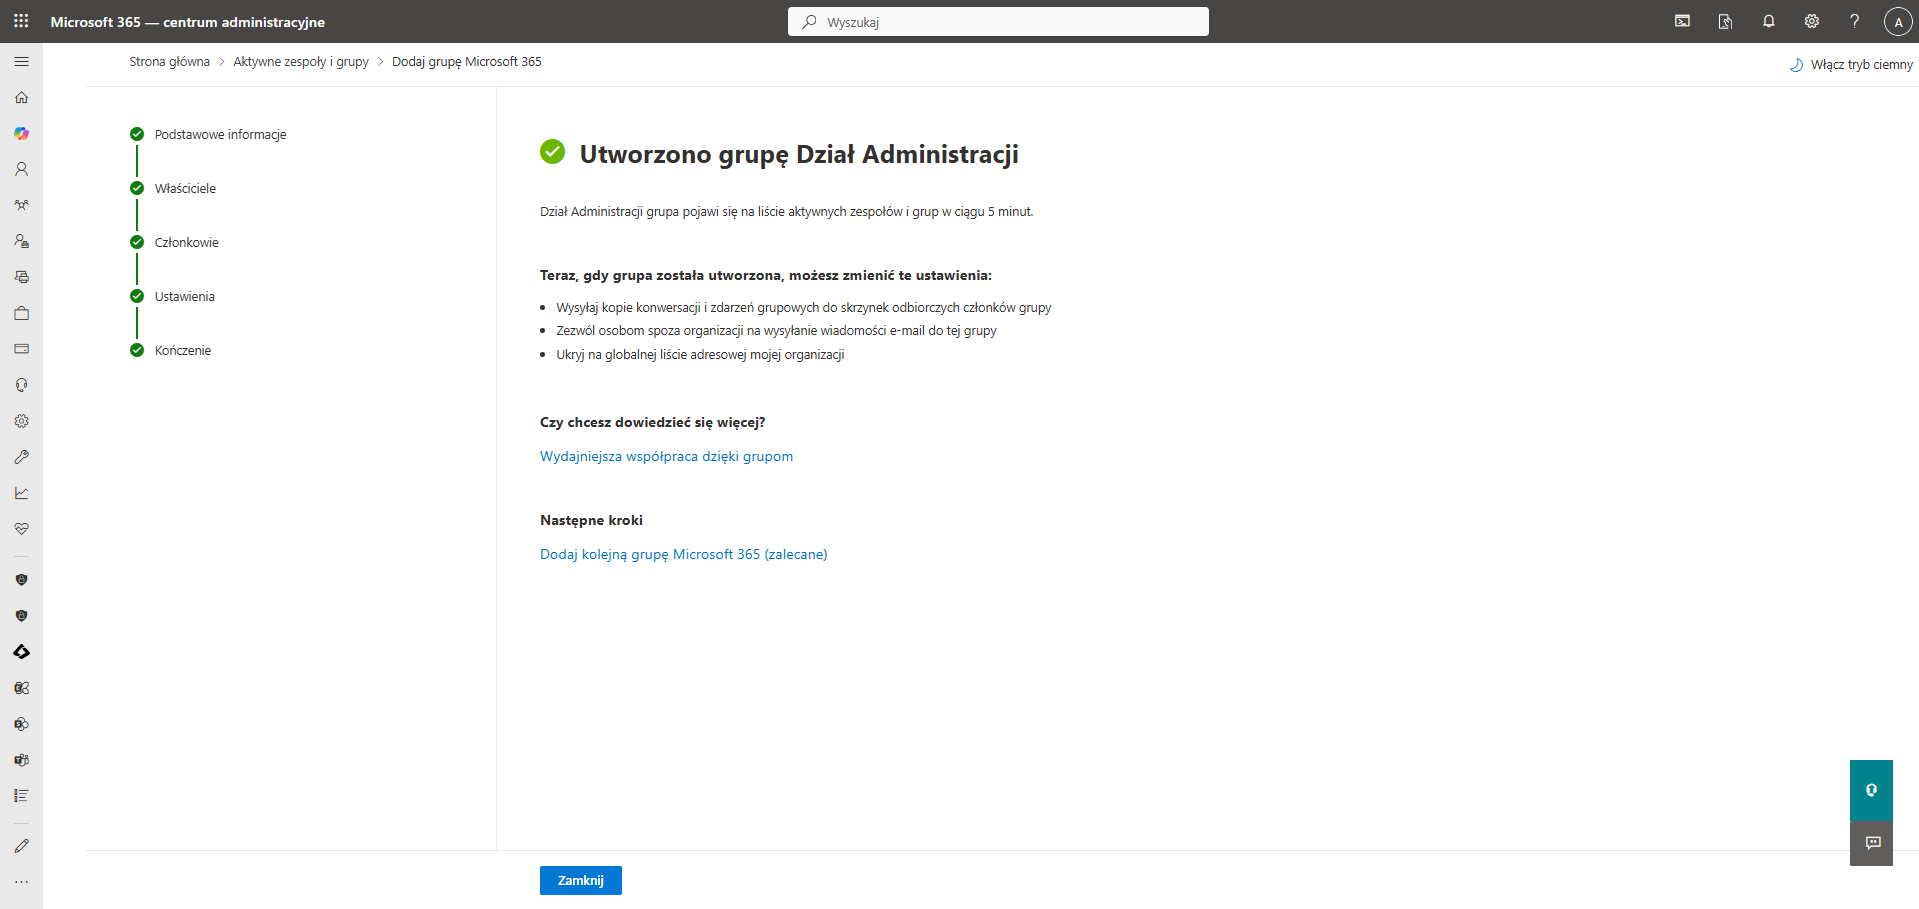 Microsoft 365 — centrum administracyjne
Wyszukaj
?
A
Strona główna > Aktywne zespoły i grupy > Dodaj grupę Microsoft 365
Włącz tryb ciemny
Podstawowe informacje
Właściciele
Członkowie
Ustawienia
Kończenie
Utworzono grupę Dział Administracji
Dział Administracji grupa pojawi się na liście aktywnych zespołów i grup w ciągu 5 minut.
Teraz, gdy grupa została utworzona, możesz zmienić te ustawienia:
• Wysyłaj kopie konwersacji i zdarzeń grupowych do skrzynek odbiorczych członków grupy
• Zezwól osobom spoza organizacji na wysyłanie wiadomości e-mail do tej grupy
• Ukryj na globalnej liście adresowej mojej organizacji
Czy chcesz dowiedzieć się więcej?
Wydajniejsza współpraca dzięki grupom
Następne kroki
Dodaj kolejną grupę Microsoft 365 (zalecane)
Zamknij